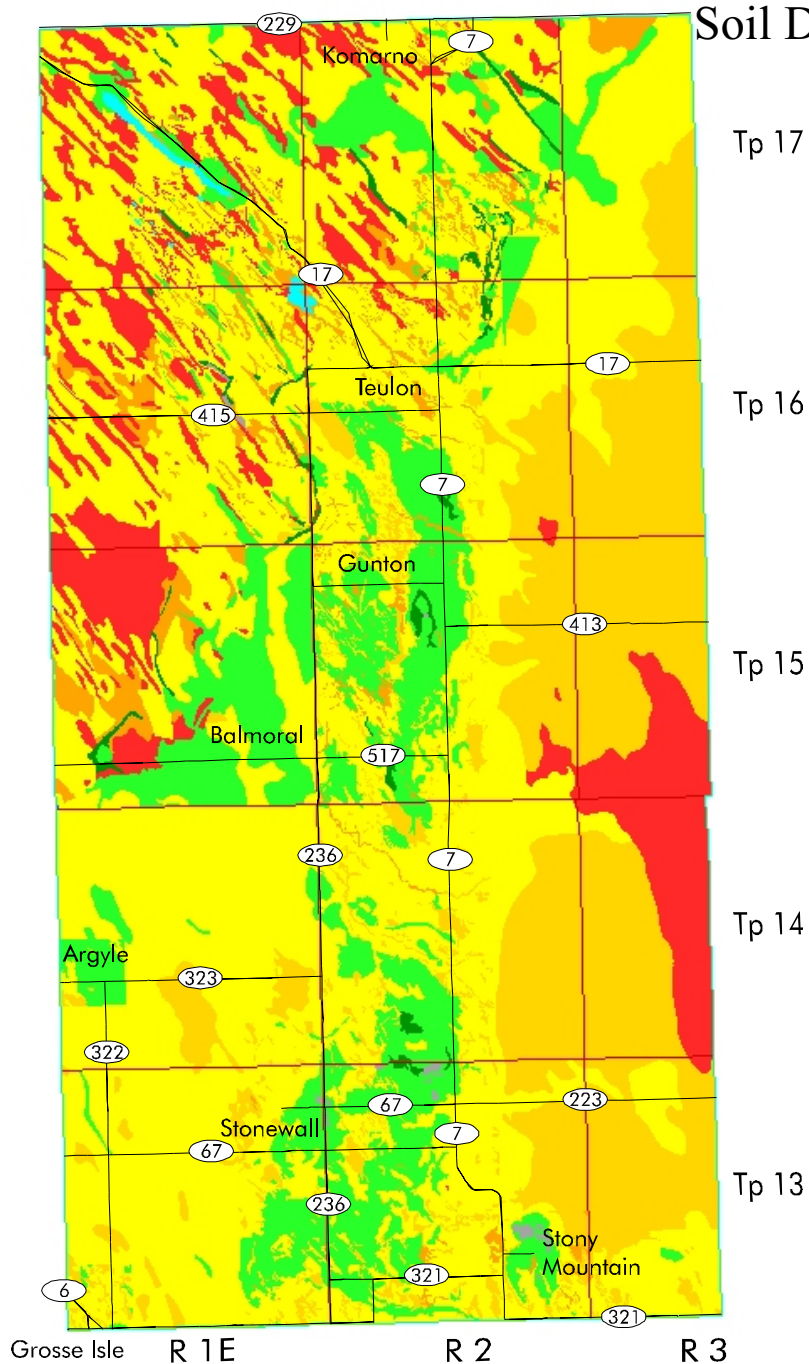 Soil D
229
7
Komarno
Tp 17
17
17
Teulon
Tp 16
415
7
Gunton
413
Tp 15
Balmoral
517
236
7
Tp 14
Argyle
323
322
67
223
Stonewall
7
67
Tp 13
236
Stony
Mountain
321
6
321
Grosse Isle
R 1E
R 2
R 3